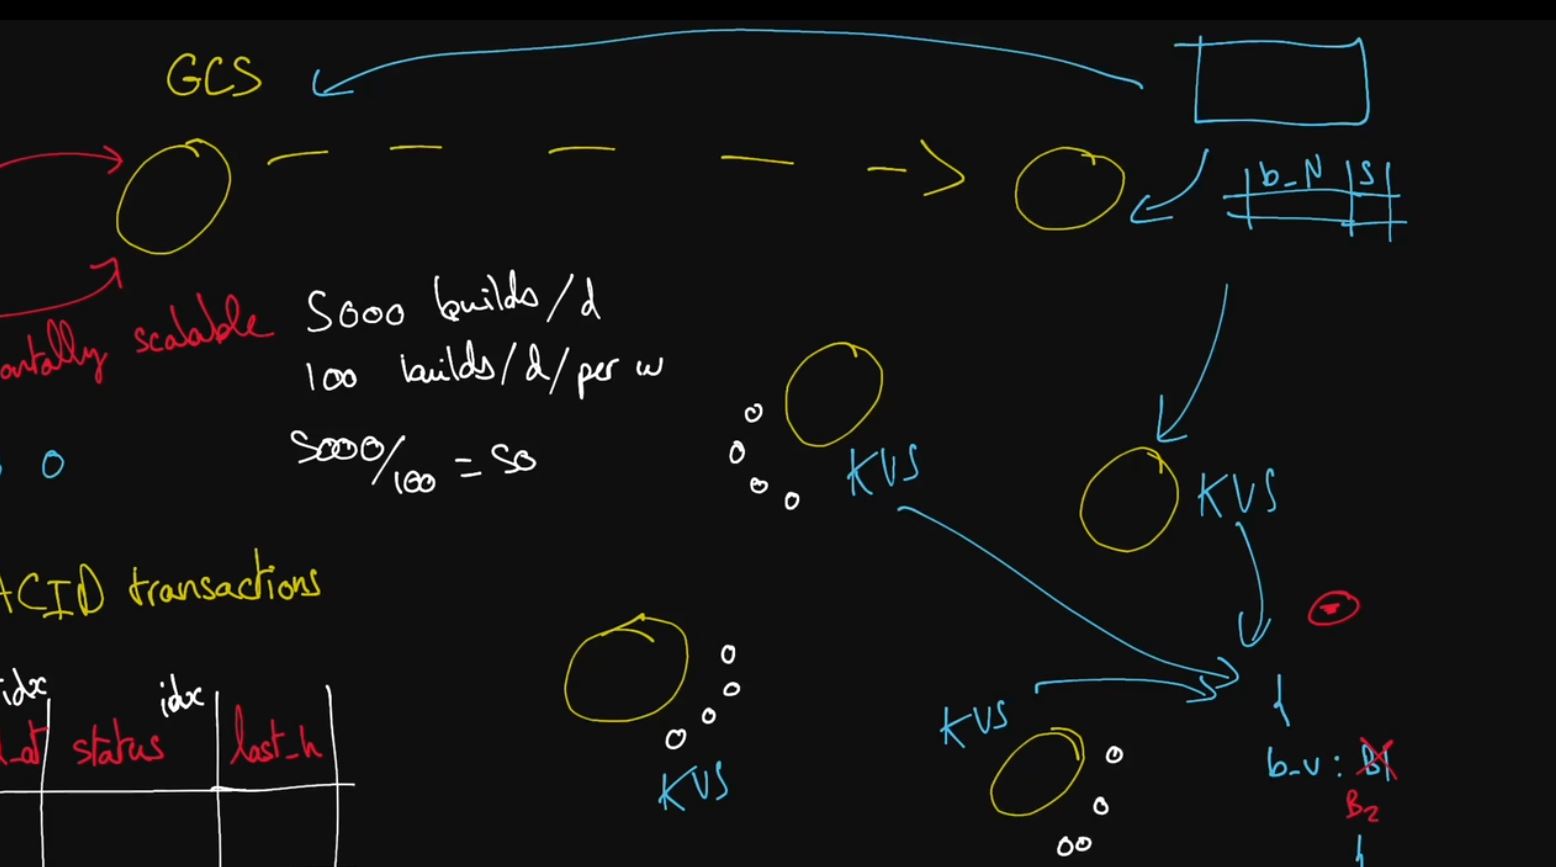 GCS
b_N | S
ontally scalable
5000 builds/d
100 builds/d/per w
5000/100 = 50
KVS
KVS
ACID transactions
idx
idx
_at status last_h
KVS
KVS
{
b_v : B1
B2